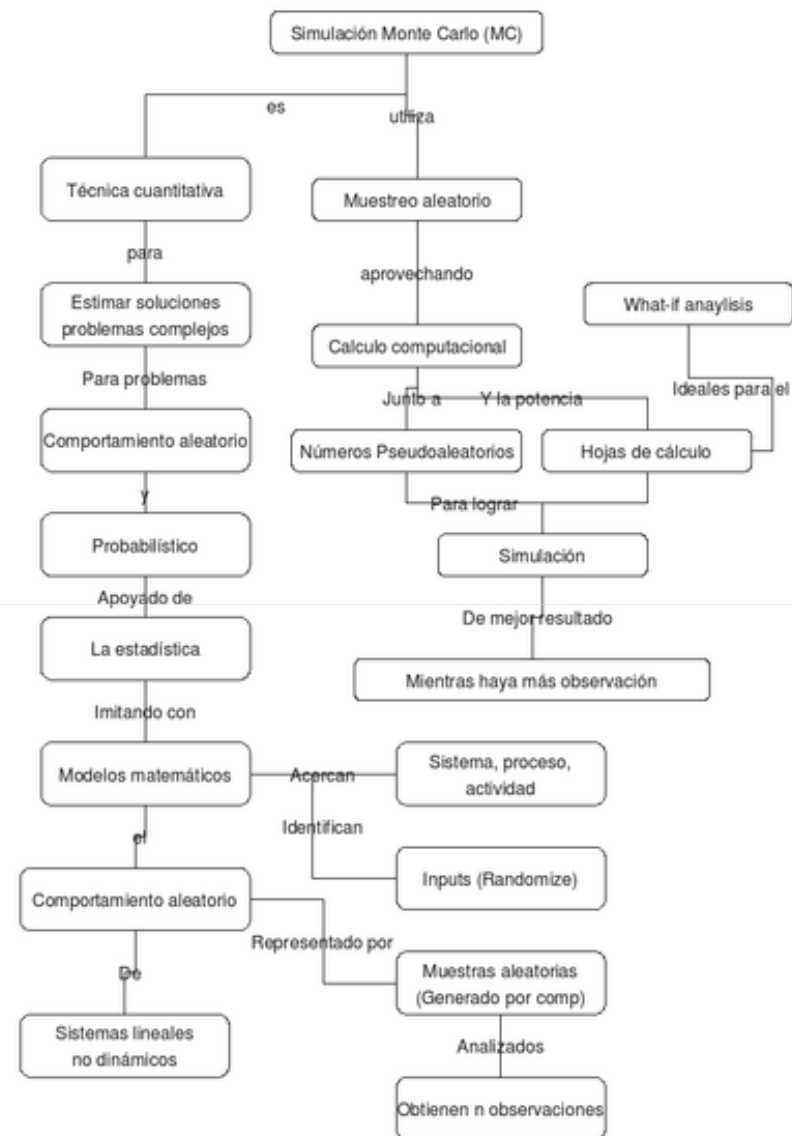 Simulación Monte Carlo (MC)
es
utiliza
Técnica cuantitativa
Muestreo aleatorio
para
aprovechando
Estimar soluciones
problemas complejos
What-if anaylisis
Calculo computacional
Para problemas
Junto a
Y la potencia
Ideales para el
Comportamiento aleatorio
Números Pseudoaleatorios
Hojas de cálculo
y
Para lograr
Probabilístico
Simulación
Apoyado de
De mejor resultado
La estadística
Mientras haya más observación
Imitando con
Modelos matemáticos
Acercan
Sistema, proceso,
actividad
Identifican
el
Inputs (Randomize)
Comportamiento aleatorio
Representado por
De
Muestras aleatorias
(Generado por comp)
Sistemas lineales
no dinámicos
Analizados
Obtienen n observaciones